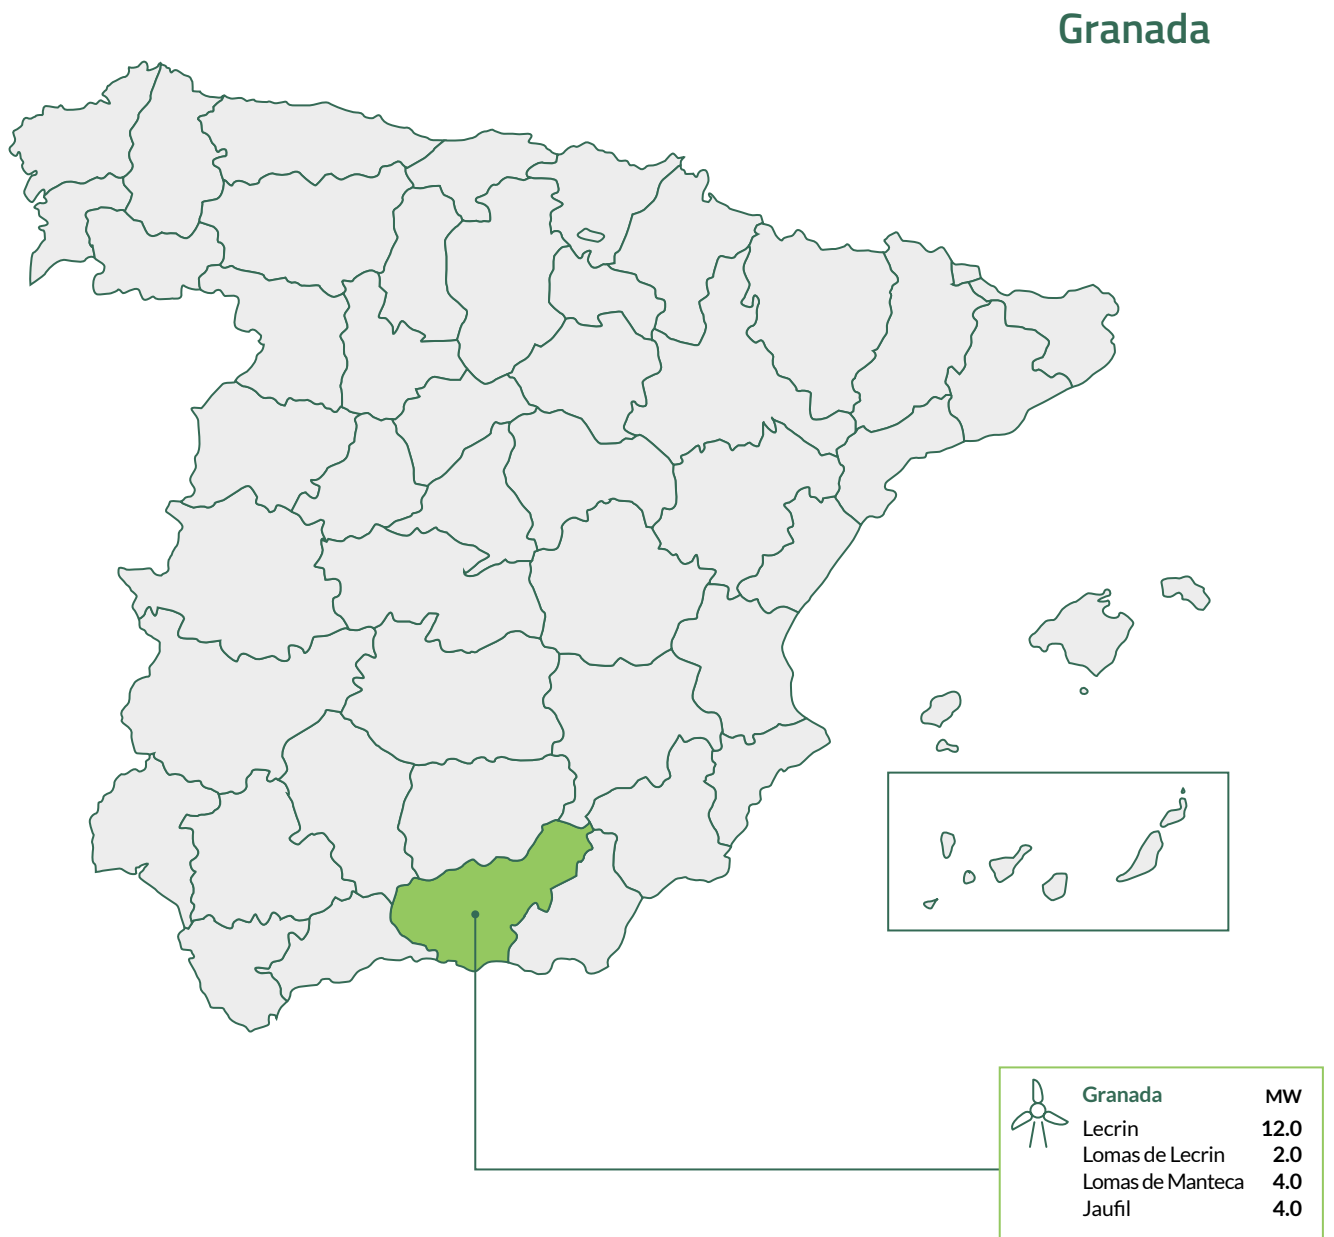 Granada
Granada MW
Lecrin 12.0
Lomas de Lecrin 2.0
Lomas de Manteca 4.0
Jaufil 4.0